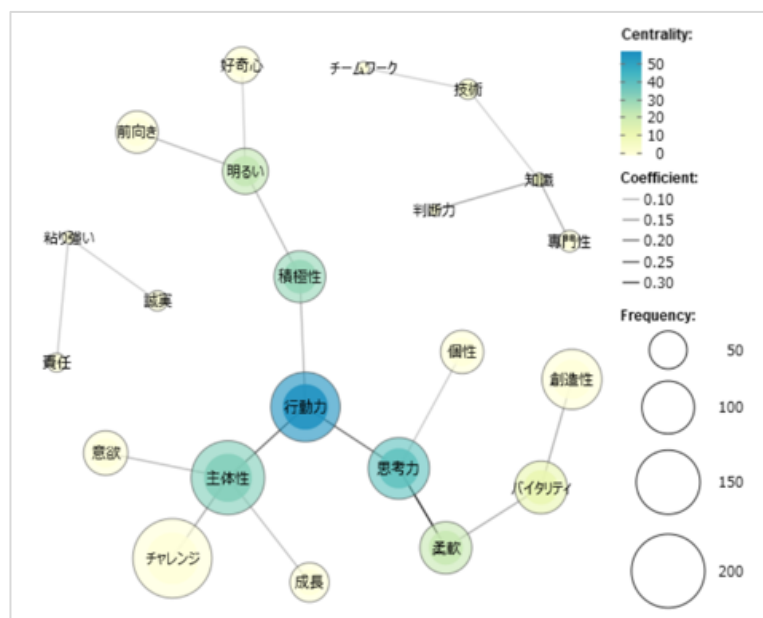 好奇心
チームワーク
技術
前向き
明るい
知識
判断力
専門性
粘り強い
積極性
誠実
責任
個性
創造性
行動力
意欲
主体性
思考力
バイタリティ
柔軟
チャレンジ
成長
Centrality:
50
40
30
20
10
0
Coefficient:
0.10
0.15
0.20
0.25
0.30
Frequency:
50
100
150
200